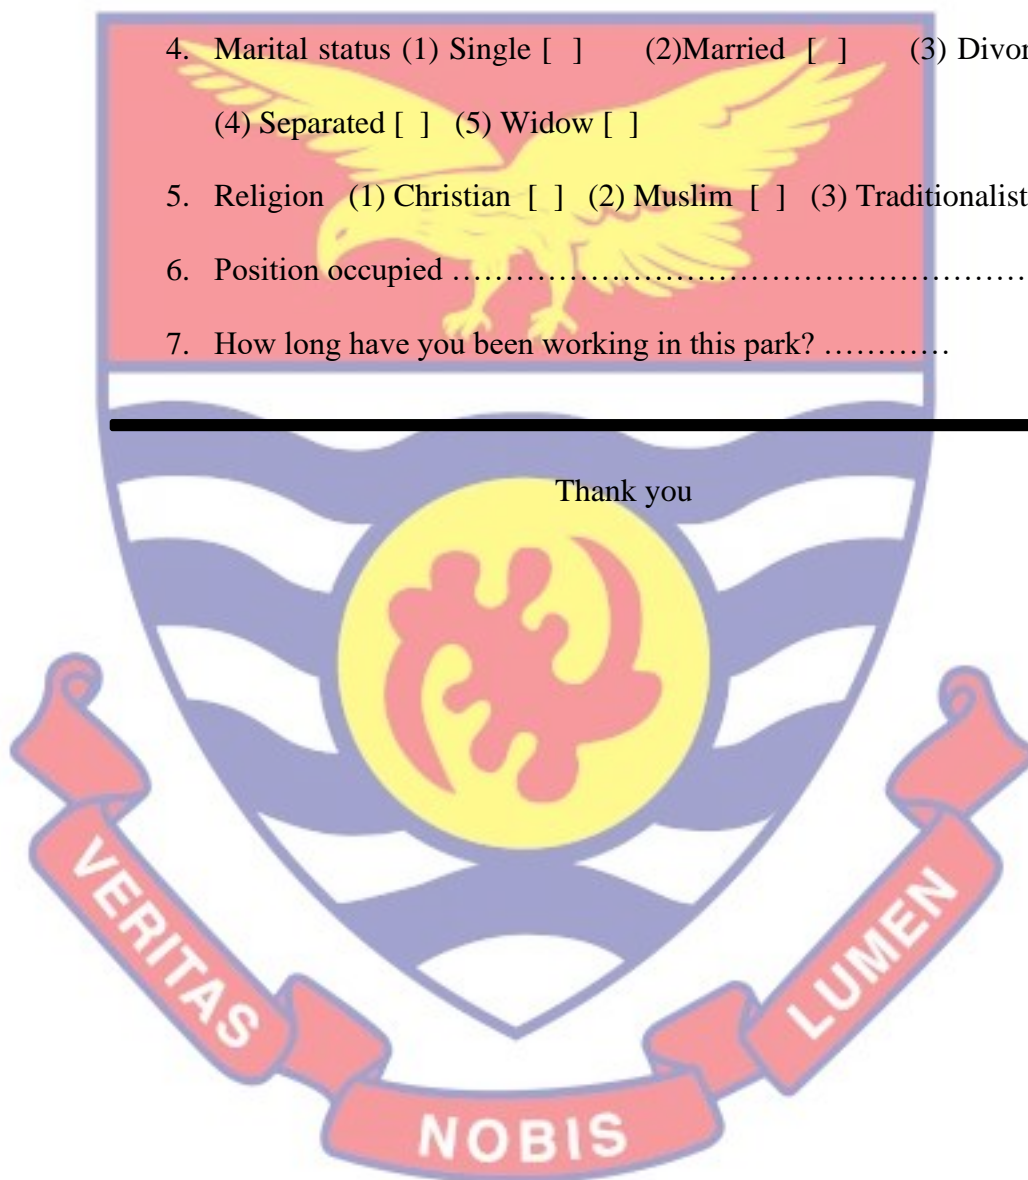 4. Marital status (1) Single [ ] (2)Married [ ] (3) Divor
(4) Separated [ ] (5) Widow [ ]
5. Religion (1) Christian [ ] (2) Muslim [ ] (3) Traditionalist
6. Position occupied ……………………………………………………
7. How long have you been working in this park? …………
Thank you
VERITAS
NOBIS
LUMEN